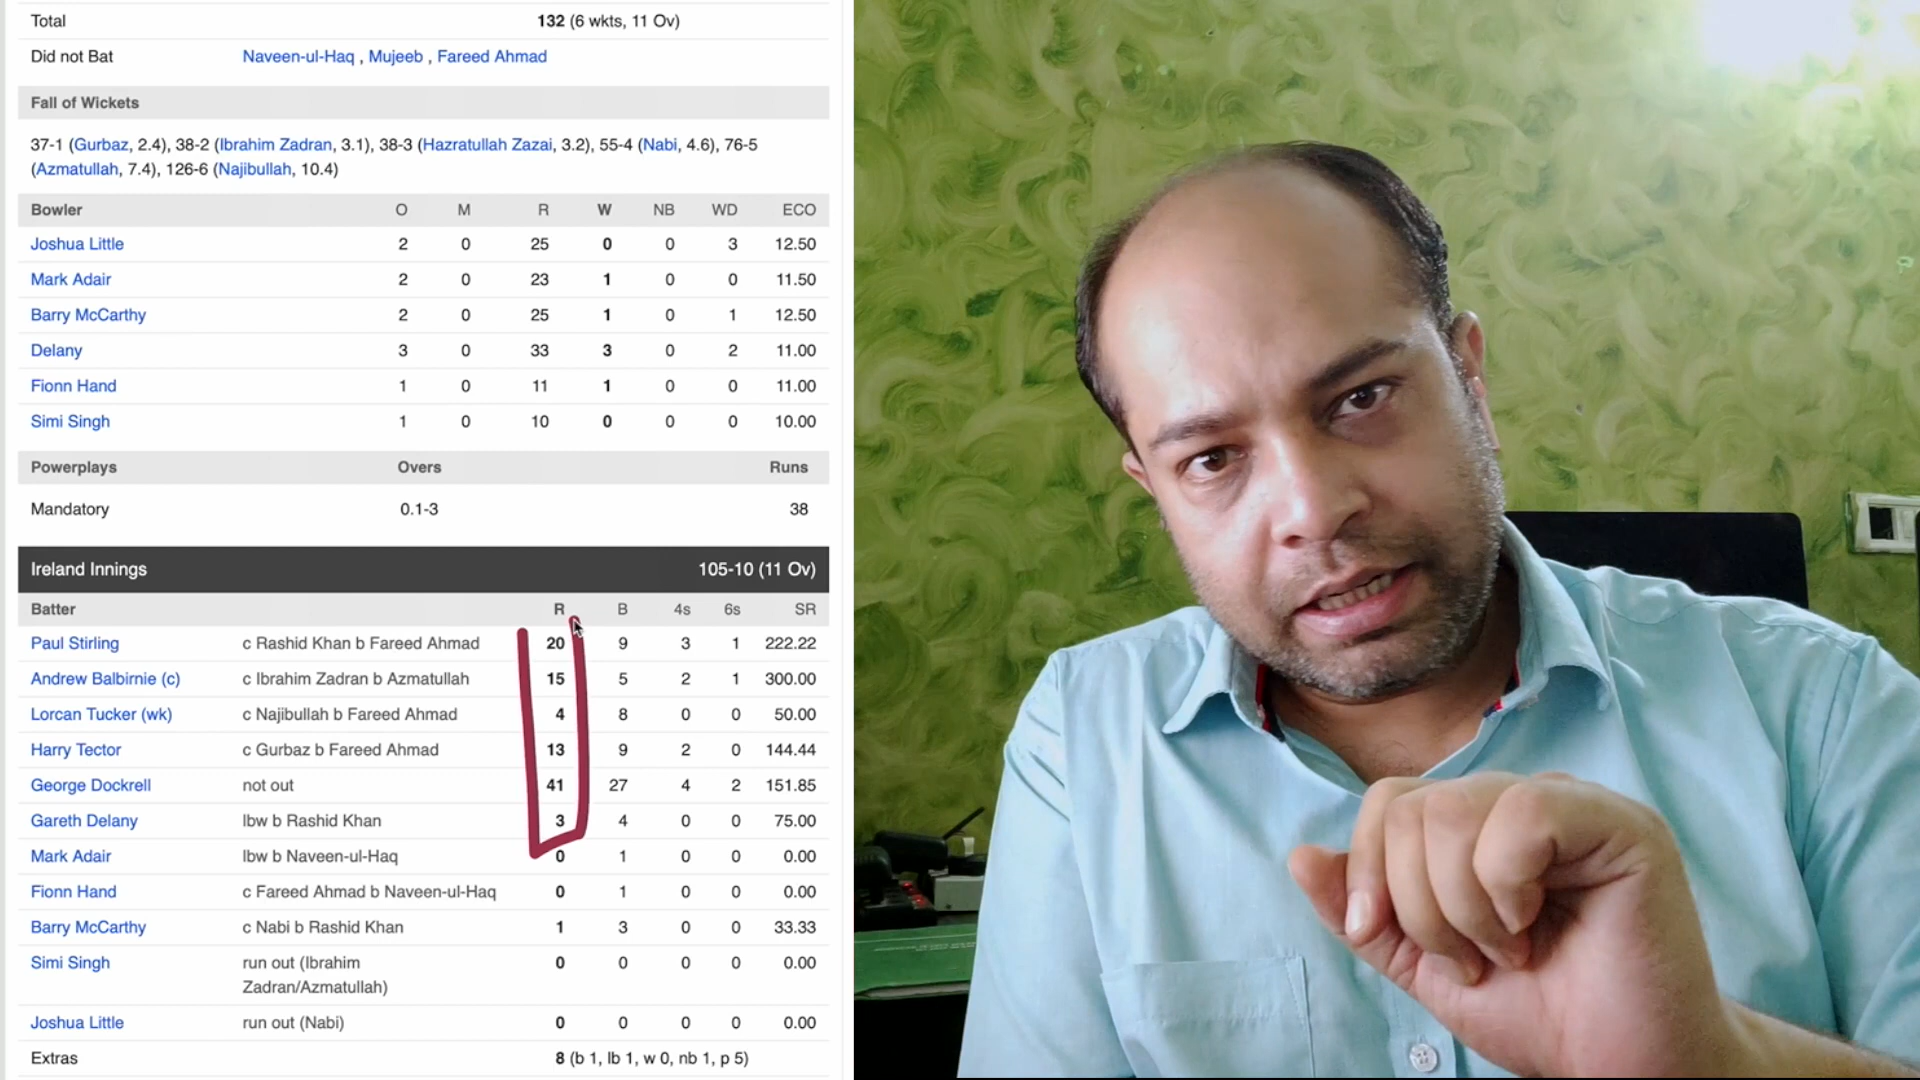 Total 132 (6 wkts, 11 Ov)
Did not Bat Naveen-ul-Haq , Mujeeb , Fareed Ahmad
Fall of Wickets
37-1 (Gurbaz, 2.4), 38-2 (Ibrahim Zadran, 3.1), 38-3 (Hazratullah Zazai, 3.2), 55-4 (Nabi, 4.6), 76-5
(Azmatullah, 7.4), 126-6 (Najibullah, 10.4)
Bowler O M R W NB WD ECO
Joshua Little 2 0 25 0 0 3 12.50
Mark Adair 2 0 23 1 0 0 11.50
Barry McCarthy 2 0 25 1 0 1 12.50
Delany 3 0 33 3 0 2 11.00
Fionn Hand 1 0 11 1 0 0 11.00
Simi Singh 1 0 10 0 0 0 10.00
Powerplays Overs Runs
Mandatory 0.1-3 38
Ireland Innings 105-10 (11 Ov)
Batter R B 4s 6s SR
Paul Stirling c Rashid Khan b Fareed Ahmad 20 9 3 1 222.22
Andrew Balbirnie (c) c Ibrahim Zadran b Azmatullah 15 5 2 1 300.00
Lorcan Tucker (wk) c Najibullah b Fareed Ahmad 4 8 0 0 50.00
Harry Tector c Gurbaz b Fareed Ahmad 13 9 2 0 144.44
George Dockrell not out 41 27 4 2 151.85
Gareth Delany lbw b Rashid Khan 3 4 0 0 75.00
Mark Adair lbw b Naveen-ul-Haq 0 1 0 0 0.00
Fionn Hand c Fareed Ahmad b Naveen-ul-Haq 0 1 0 0 0.00
Barry McCarthy c Nabi b Rashid Khan 1 3 0 0 33.33
Simi Singh run out (Ibrahim 0 0 0 0 0.00
Zadran/Azmatullah)
Joshua Little run out (Nabi) 0 0 0 0 0.00
Extras 8 (b 1, lb 1, w 0, nb 1, p 5)